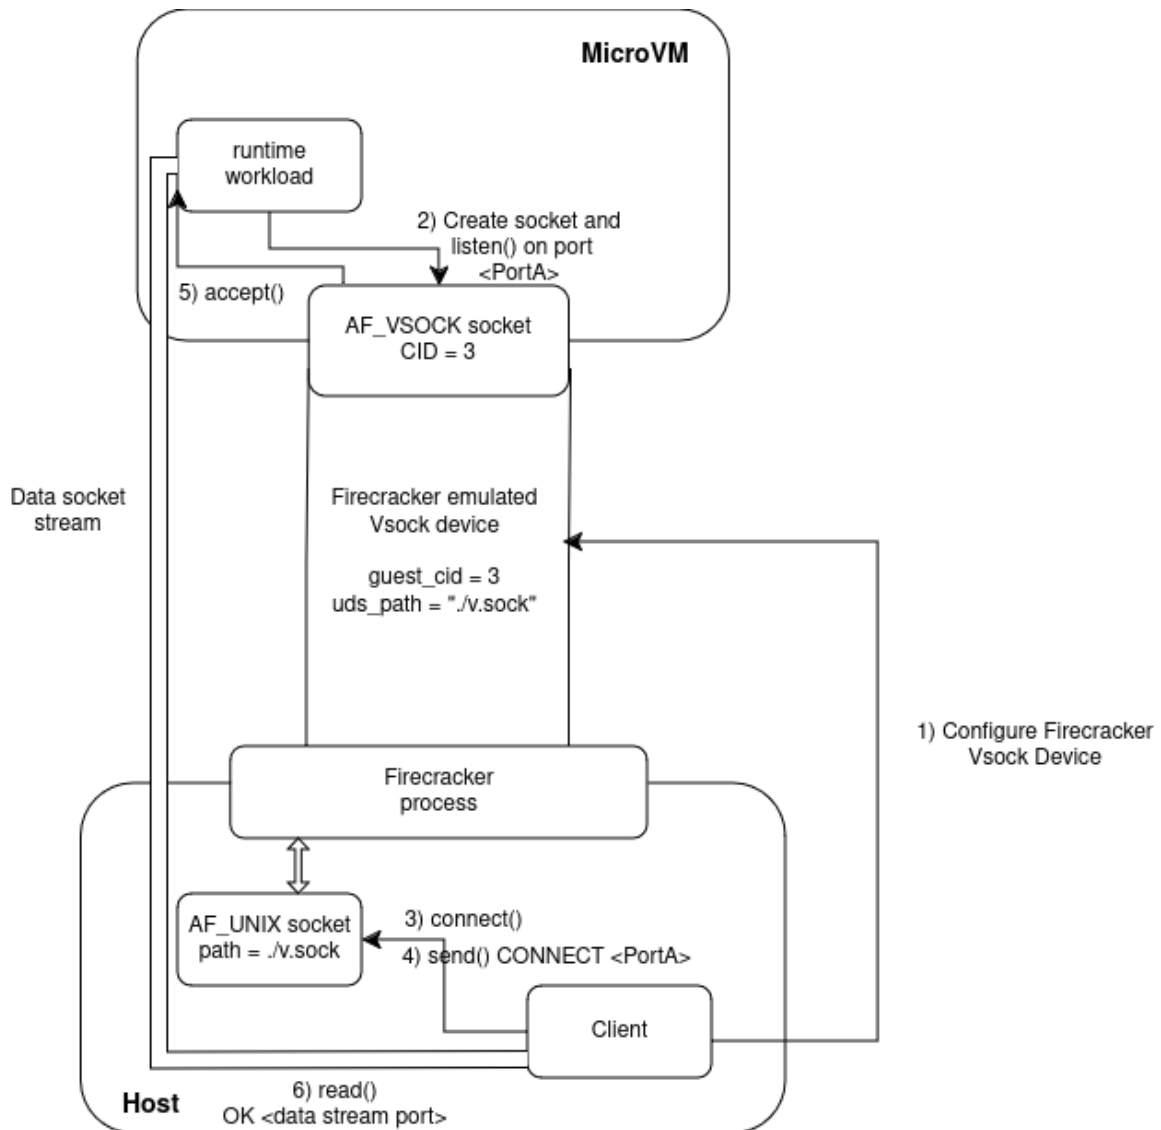 MicroVM
runtime
workload
2) Create socket and
listen() on port
<PortA>
5) accept()
AF_VSOCK socket
CID = 3
Data socket
stream
Firecracker emulated
Vsock device
guest_cid = 3
uds_path = "./v.sock"
1) Configure Firecracker
Vsock Device
Firecracker
process
AF_UNIX socket
path = ./v.sock
3) connect()
4) send() CONNECT <PortA>
Client
6) read()
OK <data stream port>
Host